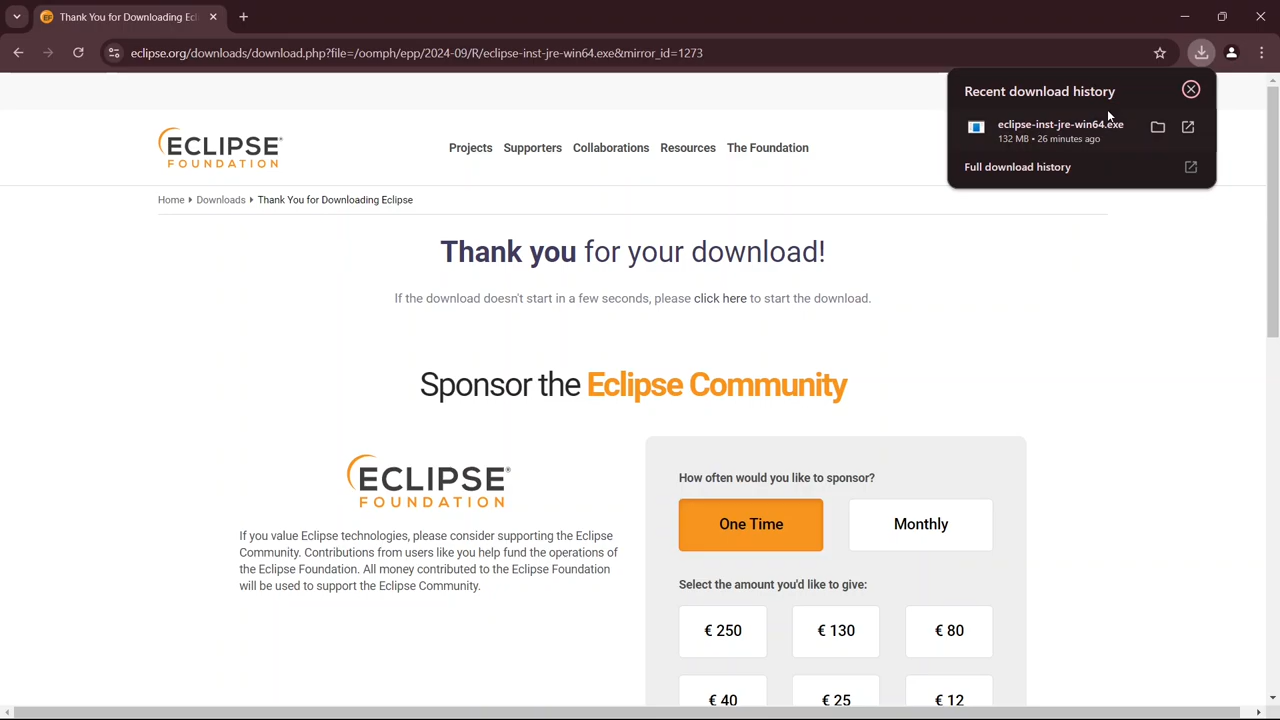 Thank You for Downloading Ecl
eclipse.org/downloads/download.php?file=/oomph/epp/2024-09/R/eclipse-inst-jre-win64.exe&mirror_id=1273
Recent download history
eclipse-inst-jre-win64.exe
132 MB • 26 minutes ago
Full download history
ECLIPSE
FOUNDATION
Projects Supporters Collaborations Resources The Foundation
Home Downloads Thank You for Downloading Eclipse
Thank you for your download!
If the download doesn't start in a few seconds, please click here to start the download.
Sponsor the Eclipse Community
ECLIPSE®
FOUNDATION
If you value Eclipse technologies, please consider supporting the Eclipse
Community. Contributions from users like you help fund the operations of
the Eclipse Foundation. All money contributed to the Eclipse Foundation
will be used to support the Eclipse Community.
How often would you like to sponsor?
One Time Monthly
Select the amount you'd like to give:
€ 250 € 130 € 80
€ 40 € 25 € 12